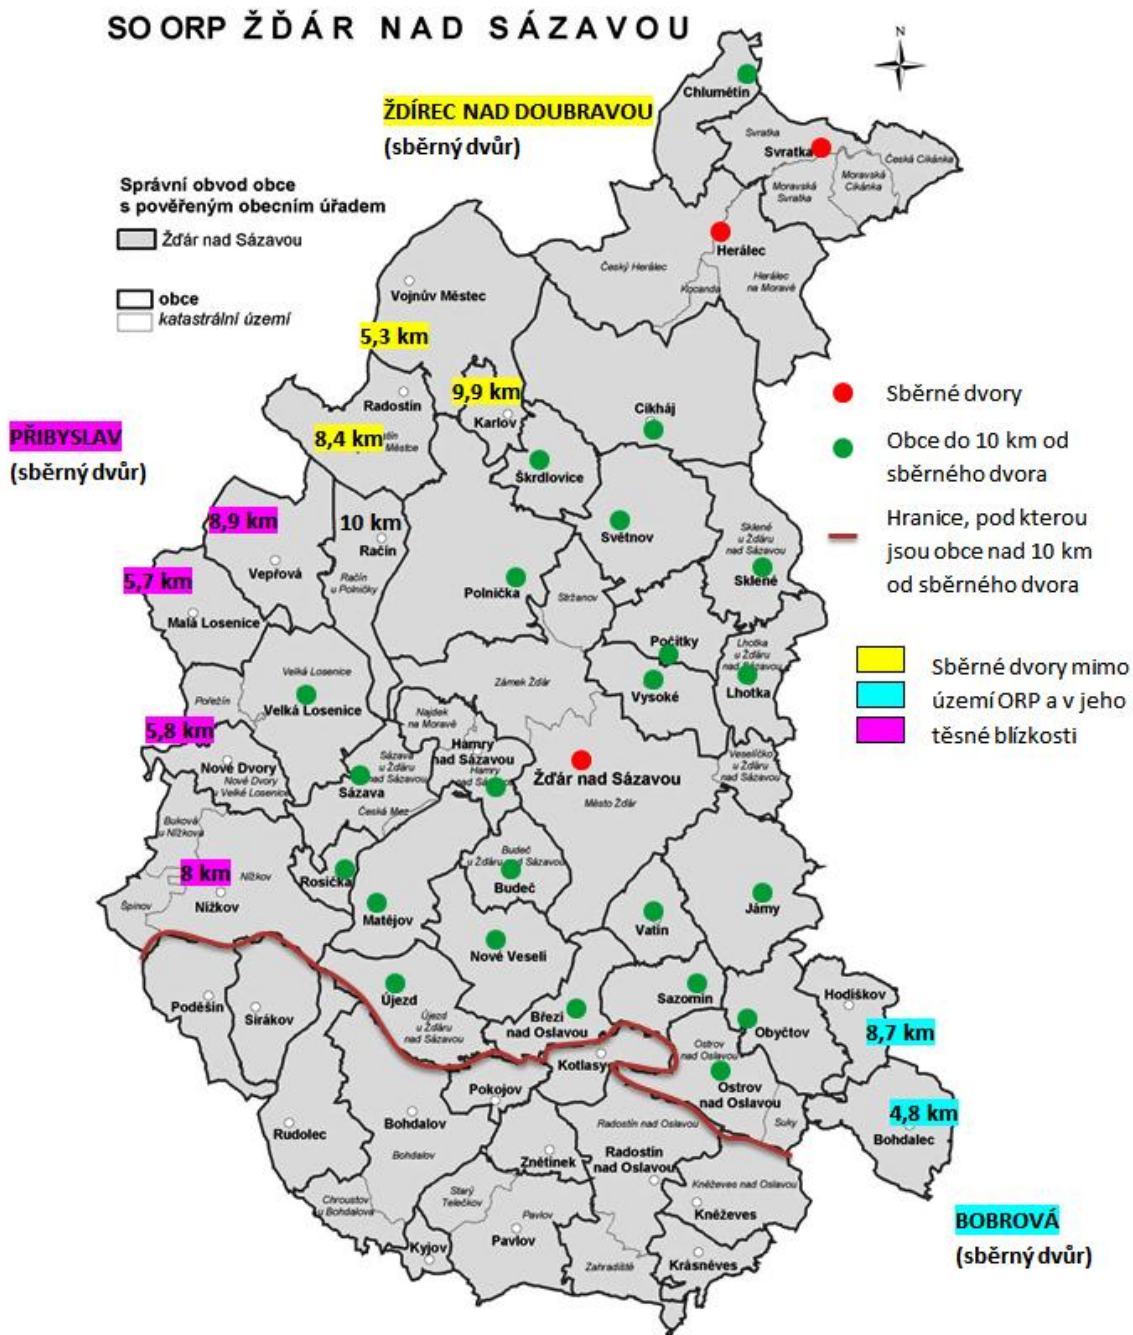 SO ORP ŽĎÁR NAD SÁZAVOU
N
Chlumětín
ŽDÍREC NAD DOUBRAVOU
(sběrný dvůr)
Svratka
Svratka
Česká Cikánka
Moravská
Cikánka
Moravská
Svratka
Správní obvod obce
s pověřeným obecním úřadem
Žďár nad Sázavou
obce
katastrální území
Herálec
Český Herálec
Kocanda
Herálec
na Moravě
Vojnův Městec
5,3 km
9,9 km
Radostín
Karlov
8,4 km
Městce
Cikháj
Sběrné dvory
Obce do 10 km od
sběrného dvora
Hranice, pod kterou
jsou obce nad 10 km
od sběrného dvora
PŘIBYSLAV
(sběrný dvůr)
Škrdlovice
8,9 km
10 km
Račín
Světnov
Sklené
u Žďáru
nad Sázavou
Sklené
Vepřová
Račín
u Polničky
5,7 km
Polnička
Stržanov
Malá Losenice
Počítky
Lhotka
u Žďáru
nad Sázavou
Lhotka
Sběrné dvory mimo
území ORP a v jeho
těsné blízkosti
Velká Losenice
Zámek Žďár
Vysoké
Pořežín
Velká Losenice
Najdek
na Moravě
5,8 km
Hamry
nad Sázavou
Hamry
nad Sázavou
Veselíčko
u Žďáru
nad Sázavou
Nové Dvory
Nové Dvory
u Velké Losenice
Sázava
u Žďáru
nad Sázavou
Sázava
Česká Mez
Žďár nad Sázavou
Město Žďár
Buková
u Nížkova
Budeč
u Žďáru nad Sázavou
Budeč
8 km
Nížkov
Rosička
Špinov
Nížkov
Matějov
Vatín
Jámy
Nové Veselí
Poděšín
Sirákov
Újezd
Újezd
u Žďáru
nad Sázavou
Sazomín
Hodíškov
Březí
nad Oslavou
Obyčtov
8,7 km
Ostrov
nad Oslavou
Kotlasy
Ostrov
nad Oslavou
Pokojov
Rudolec
Bohdalov
Radostín nad Oslavou
Suky
4,8 km
Bohdalec
Bohdalov
Znětínek
Radostín
nad Oslavou
Kněževes nad Oslavou
Chroustov
u Bohdalova
Starý
Telečkov
Pavlov
Kněževes
BOBROVÁ
(sběrný dvůr)
Kyjov
Pavlov
Zahradiště
Krásněves